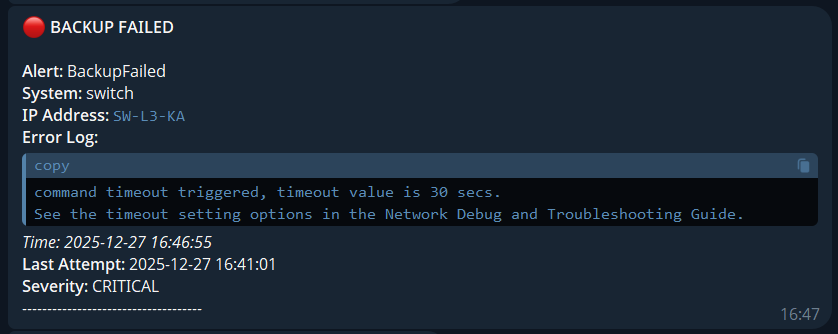 BACKUP FAILED
Alert: BackupFailed
System: switch
IP Address: SW-L3-KA
Error Log:
copy
command timeout triggered, timeout value is 30 secs.
See the timeout setting options in the Network Debug and Troubleshooting Guide.
Time: 2025-12-27 16:46:55
Last Attempt: 2025-12-27 16:41:01
Severity: CRITICAL
------------------------------------
16:47